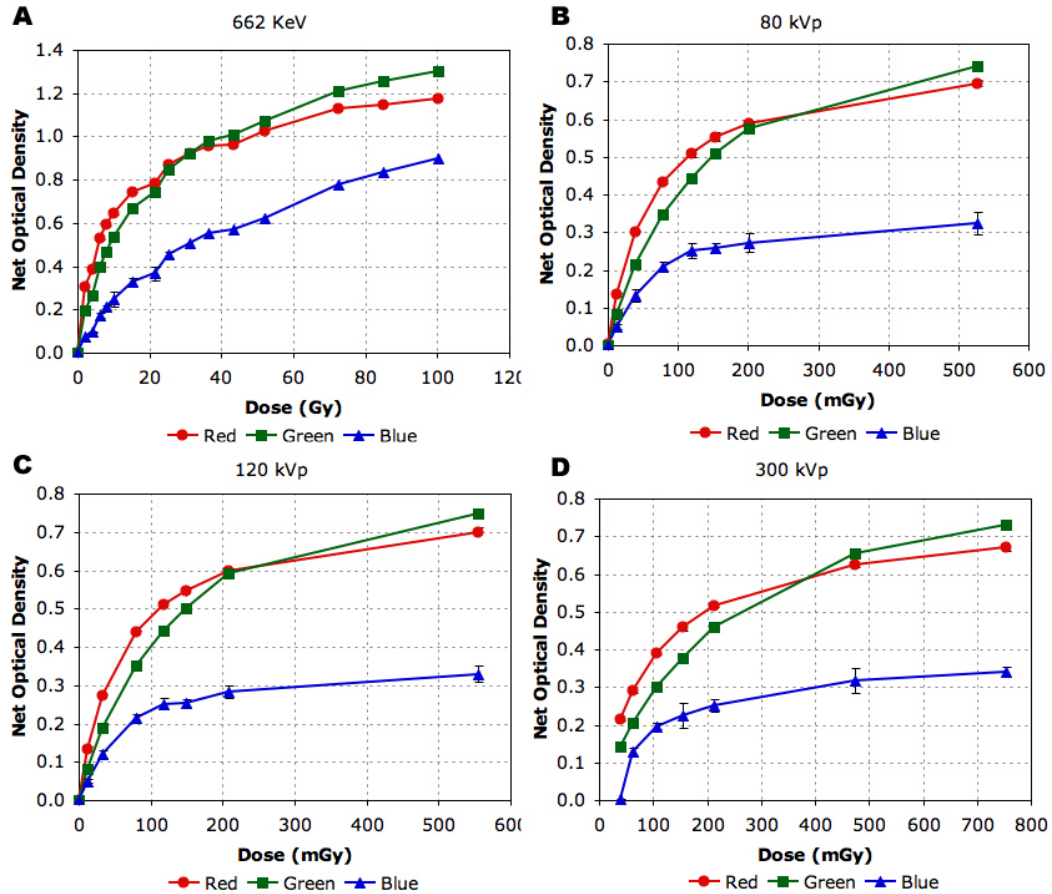 A
662 KeV
Net Optical Density
1.4
1.2
1.0
0.8
0.6
0.4
0.2
0.0
0 20 40 60 80 100 120
Dose (Gy)
Red Green Blue
B
80 kVp
Net Optical Density
0.8
0.7
0.6
0.5
0.4
0.3
0.2
0.1
0.0
0 100 200 300 400 500 600
Dose (mGy)
Red Green Blue
C
120 kVp
Net Optical Density
0.8
0.7
0.6
0.5
0.4
0.3
0.2
0.1
0.0
0 100 200 300 400 500 600
Dose (mGy)
Red Green Blue
D
300 kVp
Net Optical Density
0.8
0.7
0.6
0.5
0.4
0.3
0.2
0.1
0.0
0 100 200 300 400 500 600 700 800
Dose (mGy)
Red Green Blue